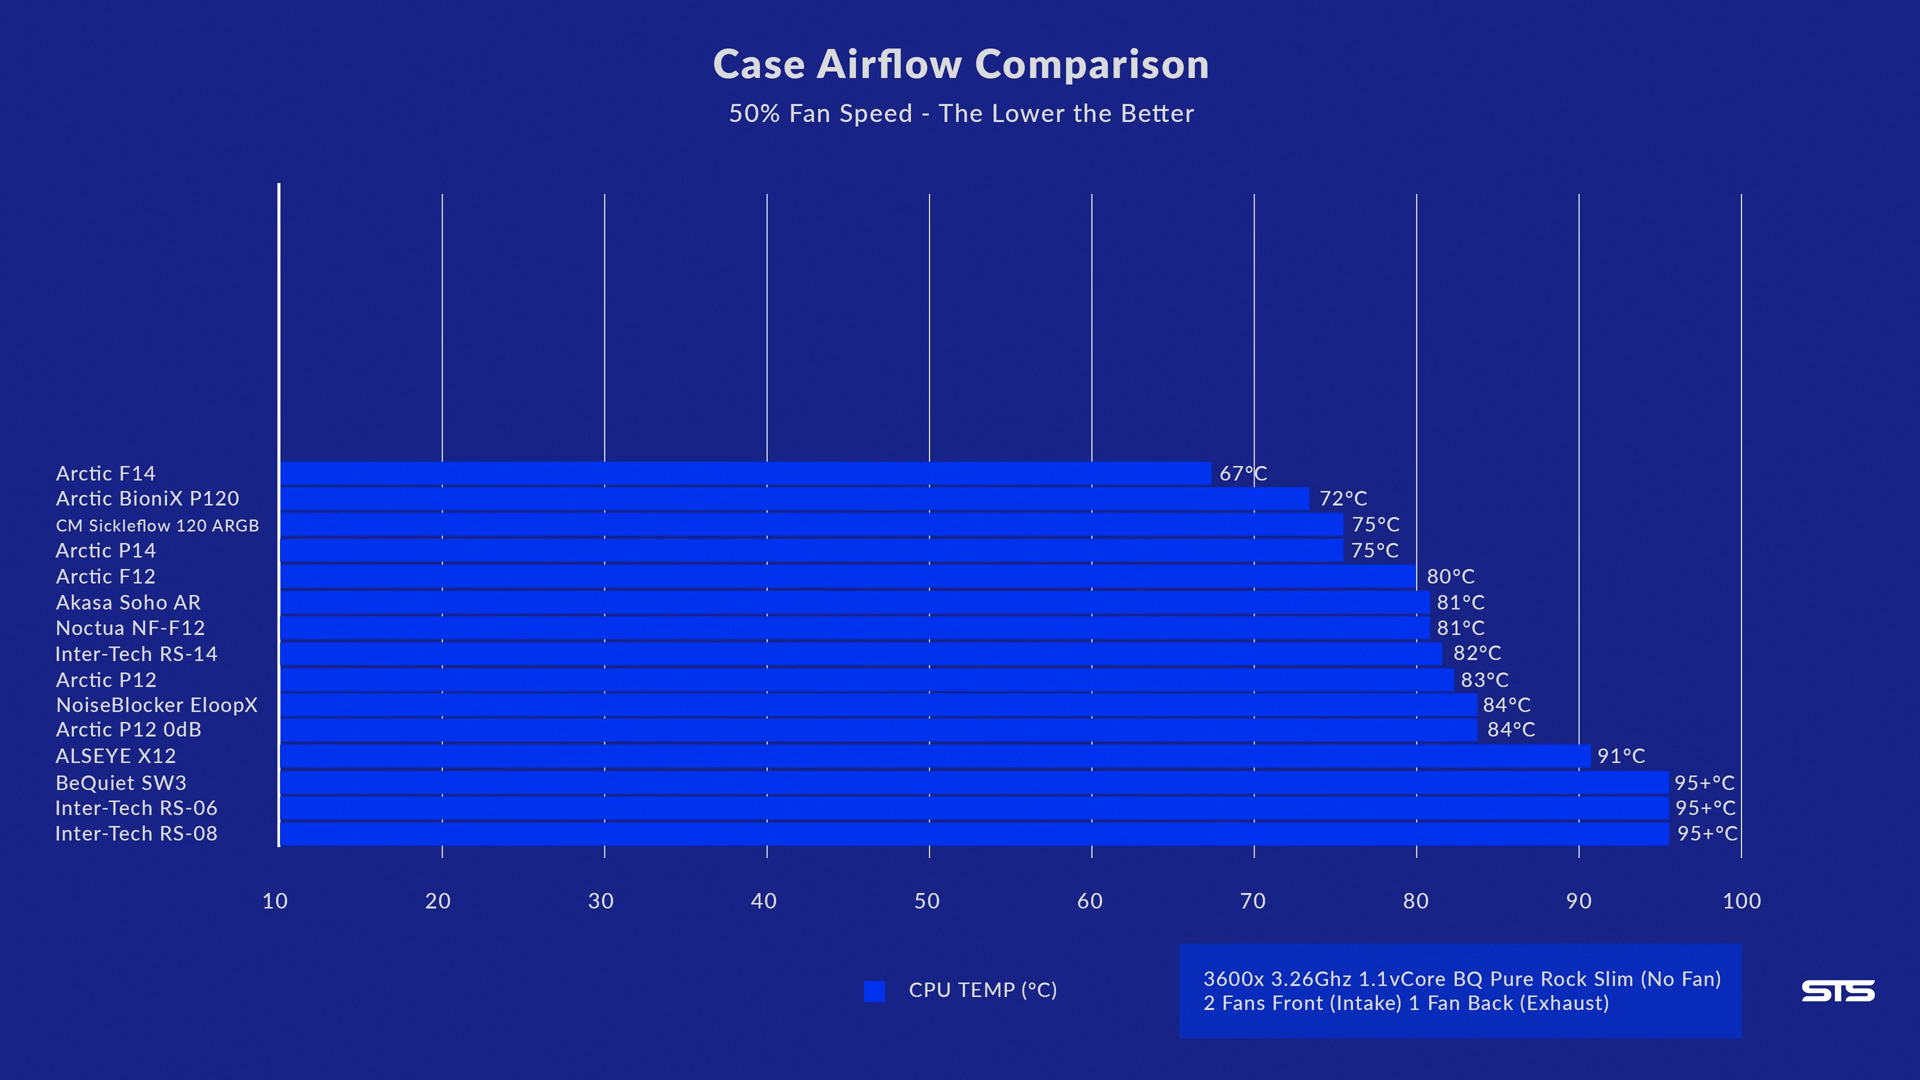 Case Airflow Comparison
50% Fan Speed - The Lower the Better
Arctic F14 67°C
Arctic BioniX P120 72°C
CM Sickleflow 120 ARGB 75°C
Arctic P14 75°C
Arctic F12 80°C
Akasa Soho AR 81°C
Noctua NF-F12 81°C
Inter-Tech RS-14 82°C
Arctic P12 83°C
NoiseBlocker EloopX 84°C
Arctic P12 0dB 84°C
ALSEYE X12 91°C
BeQuiet SW3 95+°C
Inter-Tech RS-06 95+°C
Inter-Tech RS-08 95+°C
10 20 30 40 50 60 70 80 90 100
CPU TEMP (°C)
3600x 3.26Ghz 1.1vCore BQ Pure Rock Slim (No Fan)
2 Fans Front (Intake) 1 Fan Back (Exhaust)
STS